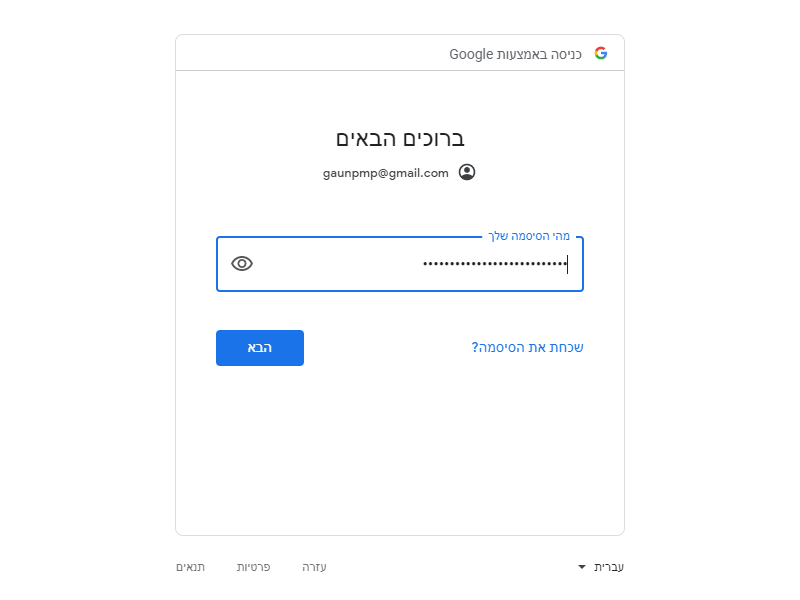 כניסה באמצעות Google
ברוכים הבאים
gaunpmp@gmail.com
מהי הסיסמה שלך
•••••••••••••••••••••••••••
שכחת את הסיסמה?
הבא
עברית
עזרה
פרטיות
תנאים